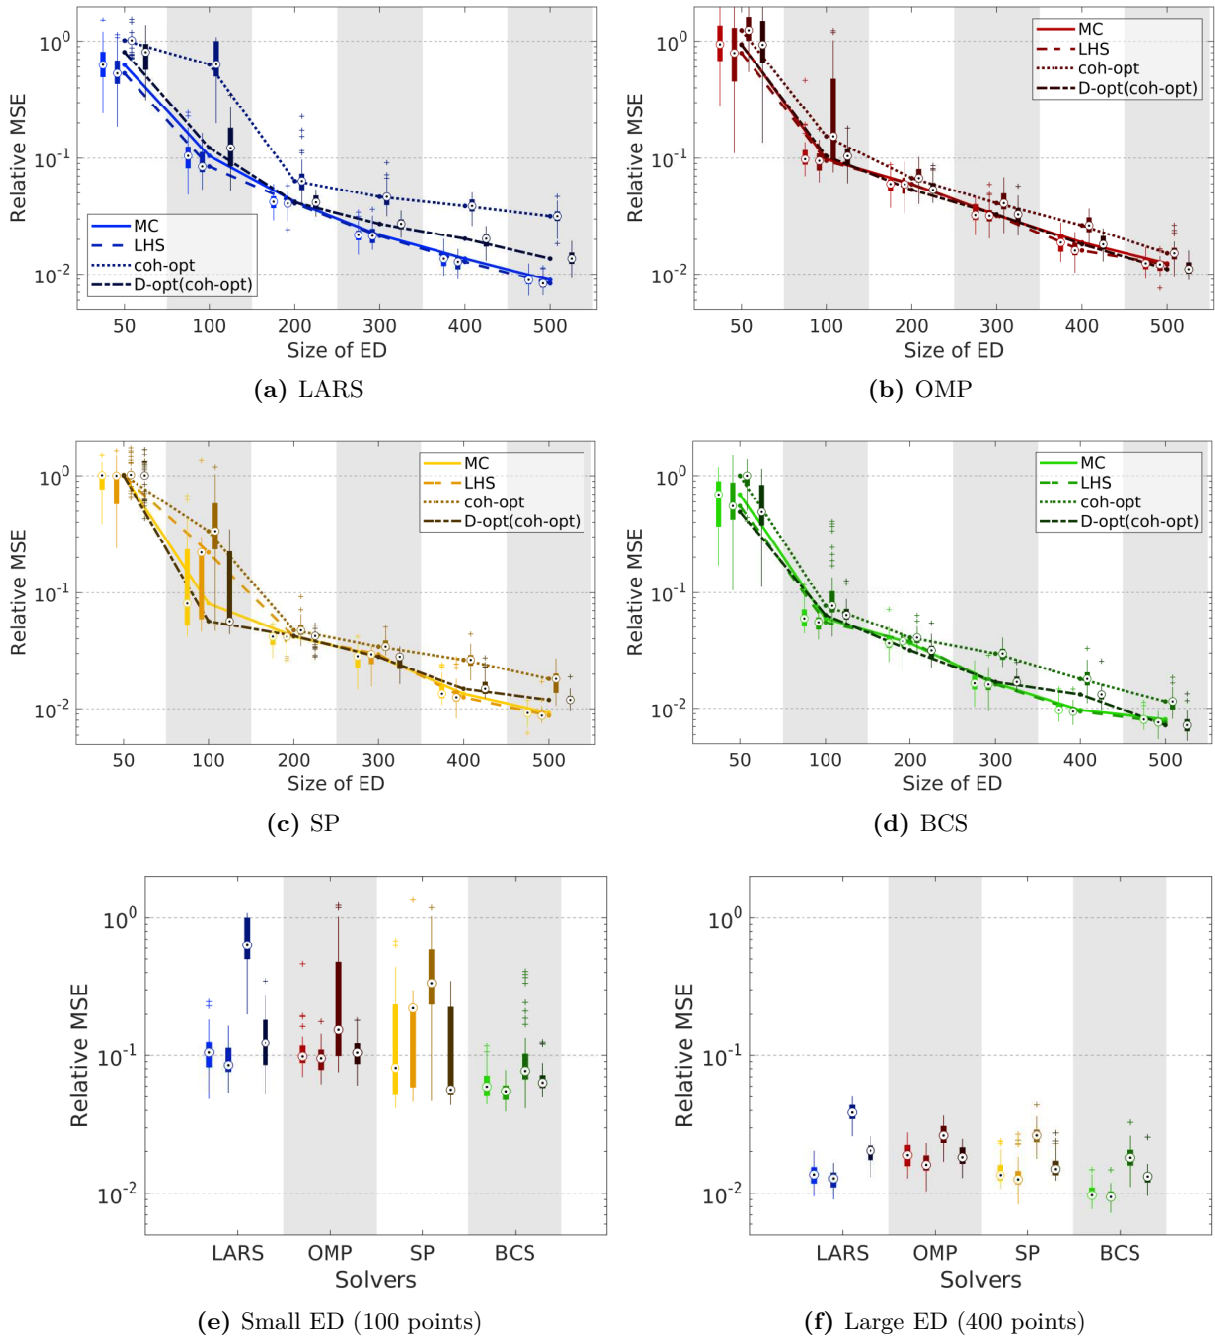 Relative MSE
10^0
10^-1
10^-2
MC
LHS
coh-opt
D-opt(coh-opt)
50 100 200 300 400 500
Size of ED
(a) LARS
Relative MSE
10^0
10^-1
10^-2
MC
LHS
coh-opt
D-opt(coh-opt)
50 100 200 300 400 500
Size of ED
(b) OMP
Relative MSE
10^0
10^-1
10^-2
MC
LHS
coh-opt
D-opt(coh-opt)
50 100 200 300 400 500
Size of ED
(c) SP
Relative MSE
10^0
10^-1
10^-2
MC
LHS
coh-opt
D-opt(coh-opt)
50 100 200 300 400 500
Size of ED
(d) BCS
Relative MSE
10^0
10^-1
10^-2
LARS OMP SP BCS
Solvers
(e) Small ED (100 points)
Relative MSE
10^0
10^-1
10^-2
LARS OMP SP BCS
Solvers
(f) Large ED (400 points)